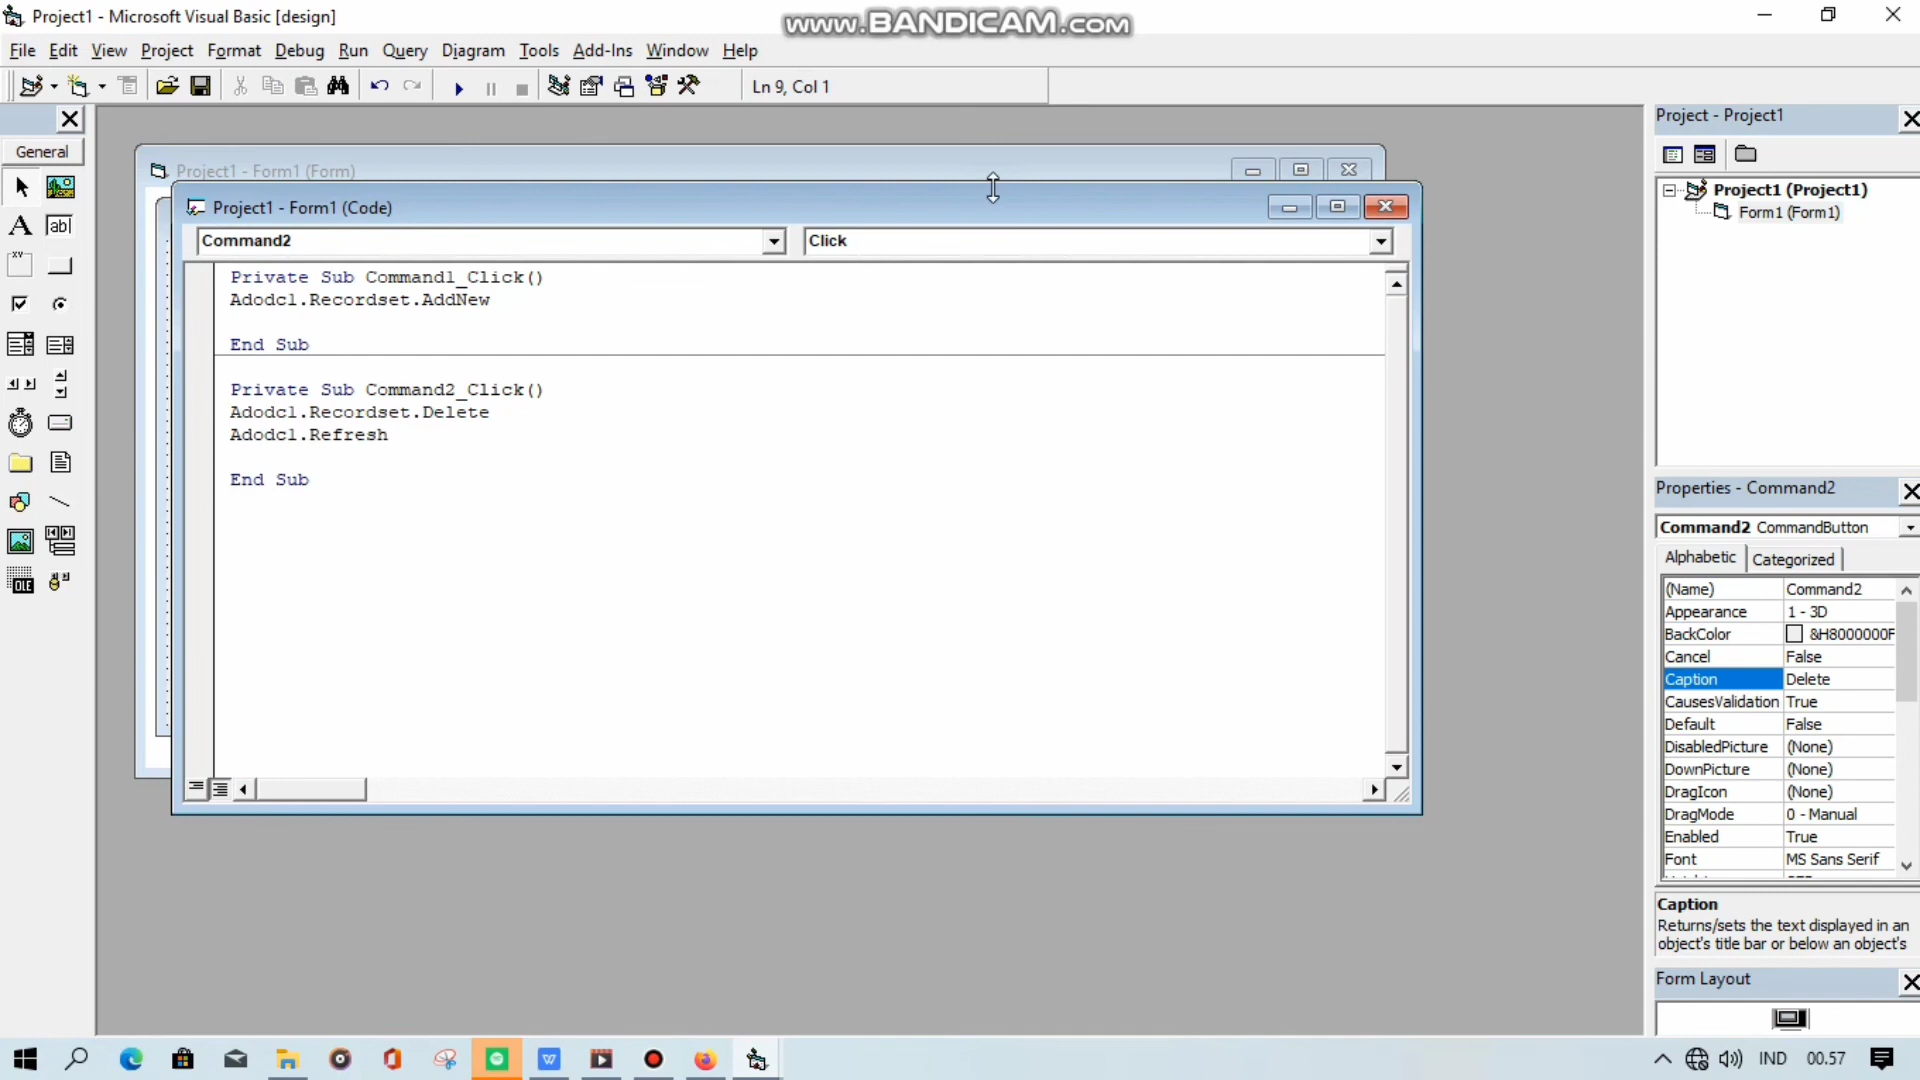 Project1 - Microsoft Visual Basic [design]
www.BANDICAM.com
File Edit View Project Format Debug Run Query Diagram Tools Add-Ins Window Help
Ln 9, Col 1
General
Project1 - Form1 (Form)
Project1 - Form1 (Code)
Command2
Click
Private Sub Command1_Click()
Adodc1.Recordset.AddNew
End Sub
Private Sub Command2_Click()
Adodc1.Recordset.Delete
Adodc1.Refresh
End Sub
Project - Project1
Project1 (Project1)
Form1 (Form1)
Properties - Command2
Command2 CommandButton
Alphabetic Categorized
(Name) Command2
Appearance 1 - 3D
BackColor &H8000000F
Cancel False
Caption Delete
CausesValidation True
Default False
DisabledPicture (None)
DownPicture (None)
DragIcon (None)
DragMode 0 - Manual
Enabled True
Font MS Sans Serif
Caption
Returns/sets the text displayed in an
object's title bar or below an object's
Form Layout
IND 00.57